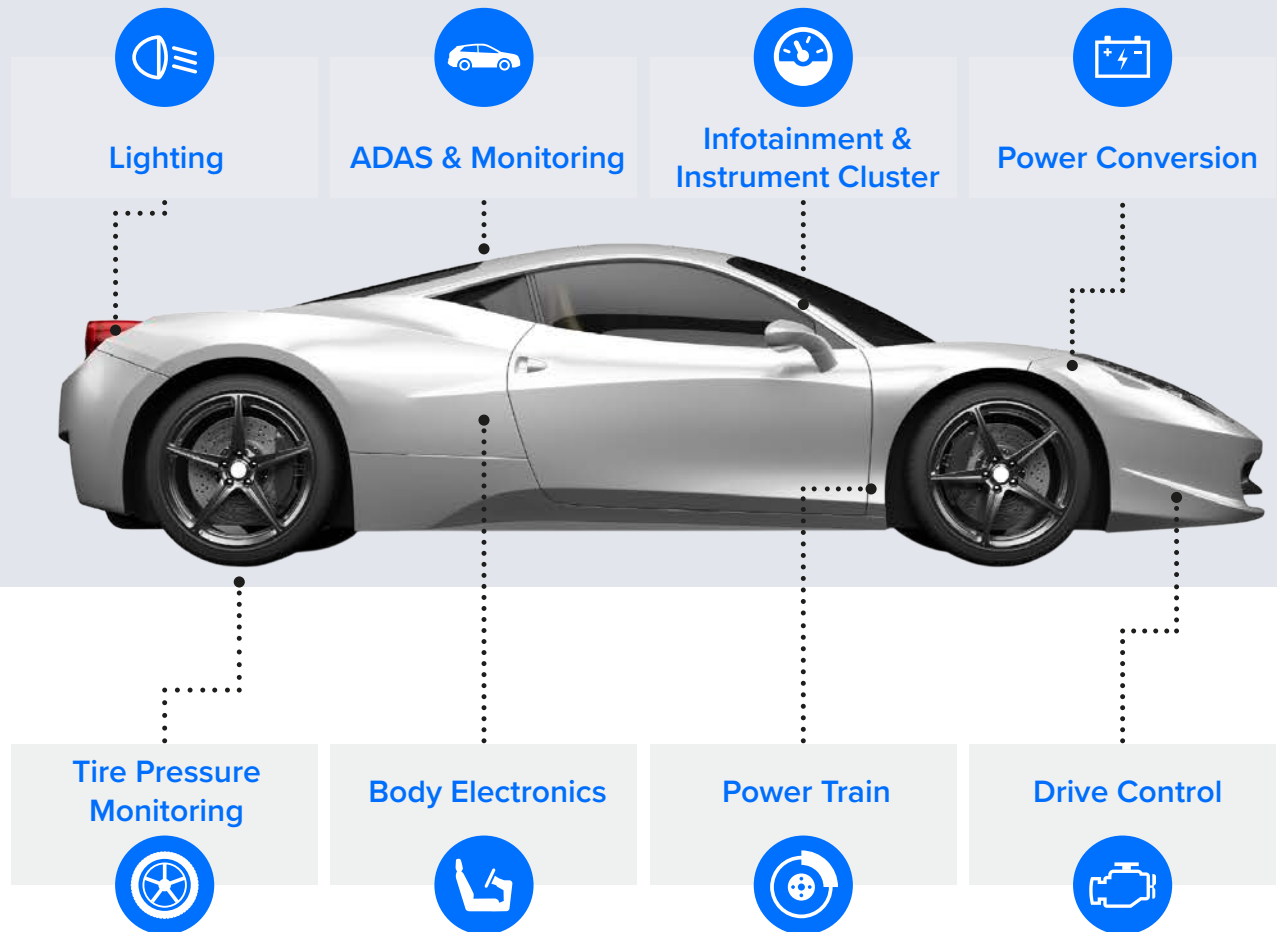 Lighting
ADAS & Monitoring
Infotainment &
Instrument Cluster
Power Conversion
Tire Pressure
Monitoring
Body Electronics
Power Train
Drive Control